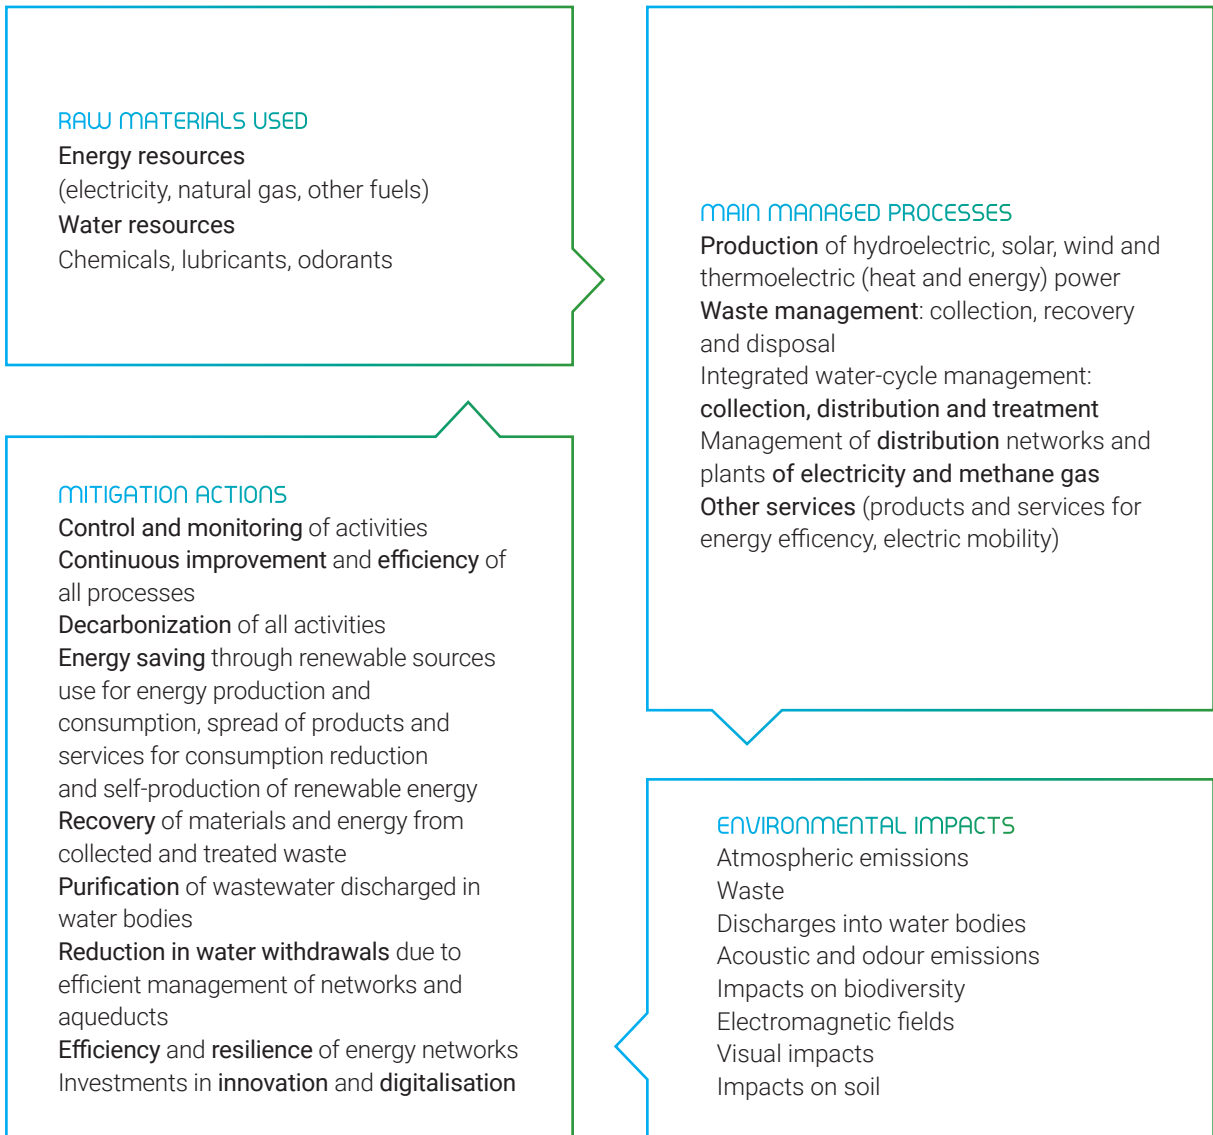 RAW MATERIALS USED
Energy resources
(electricity, natural gas, other fuels)
Water resources
Chemicals, lubricants, odorants
MAIN MANAGED PROCESSES
Production of hydroelectric, solar, wind and
thermoelectric (heat and energy) power
Waste management: collection, recovery
and disposal
Integrated water-cycle management:
collection, distribution and treatment
Management of distribution networks and
plants of electricity and methane gas
Other services (products and services for
energy efficency, electric mobility)
MITIGATION ACTIONS
Control and monitoring of activities
Continuous improvement and efficiency of
all processes
Decarbonization of all activities
Energy saving through renewable sources
use for energy production and
consumption, spread of products and
services for consumption reduction
and self-production of renewable energy
Recovery of materials and energy from
collected and treated waste
Purification of wastewater discharged in
water bodies
Reduction in water withdrawals due to
efficient management of networks and
aqueducts
Efficiency and resilience of energy networks
Investments in innovation and digitalisation
ENVIRONMENTAL IMPACTS
Atmospheric emissions
Waste
Discharges into water bodies
Acoustic and odour emissions
Impacts on biodiversity
Electromagnetic fields
Visual impacts
Impacts on soil